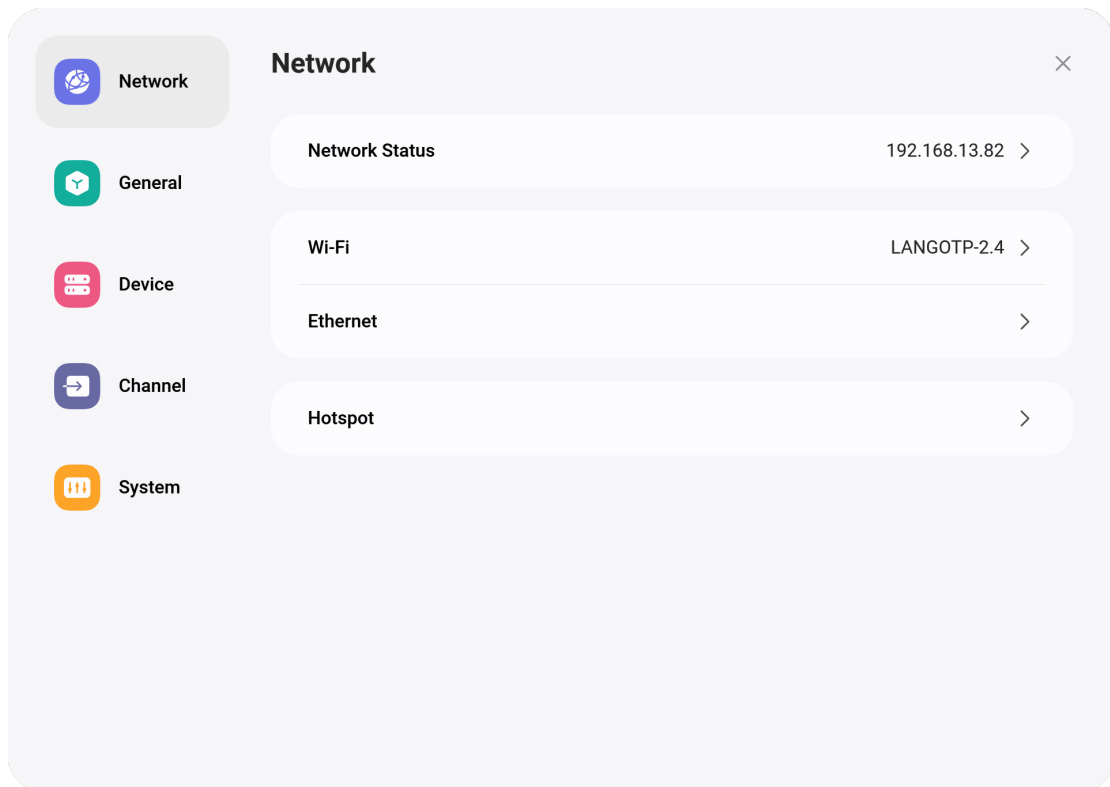 Network
General
Device
Channel
System
Network
Network Status 192.168.13.82
Wi-Fi LANGOTP-2.4
Ethernet
Hotspot